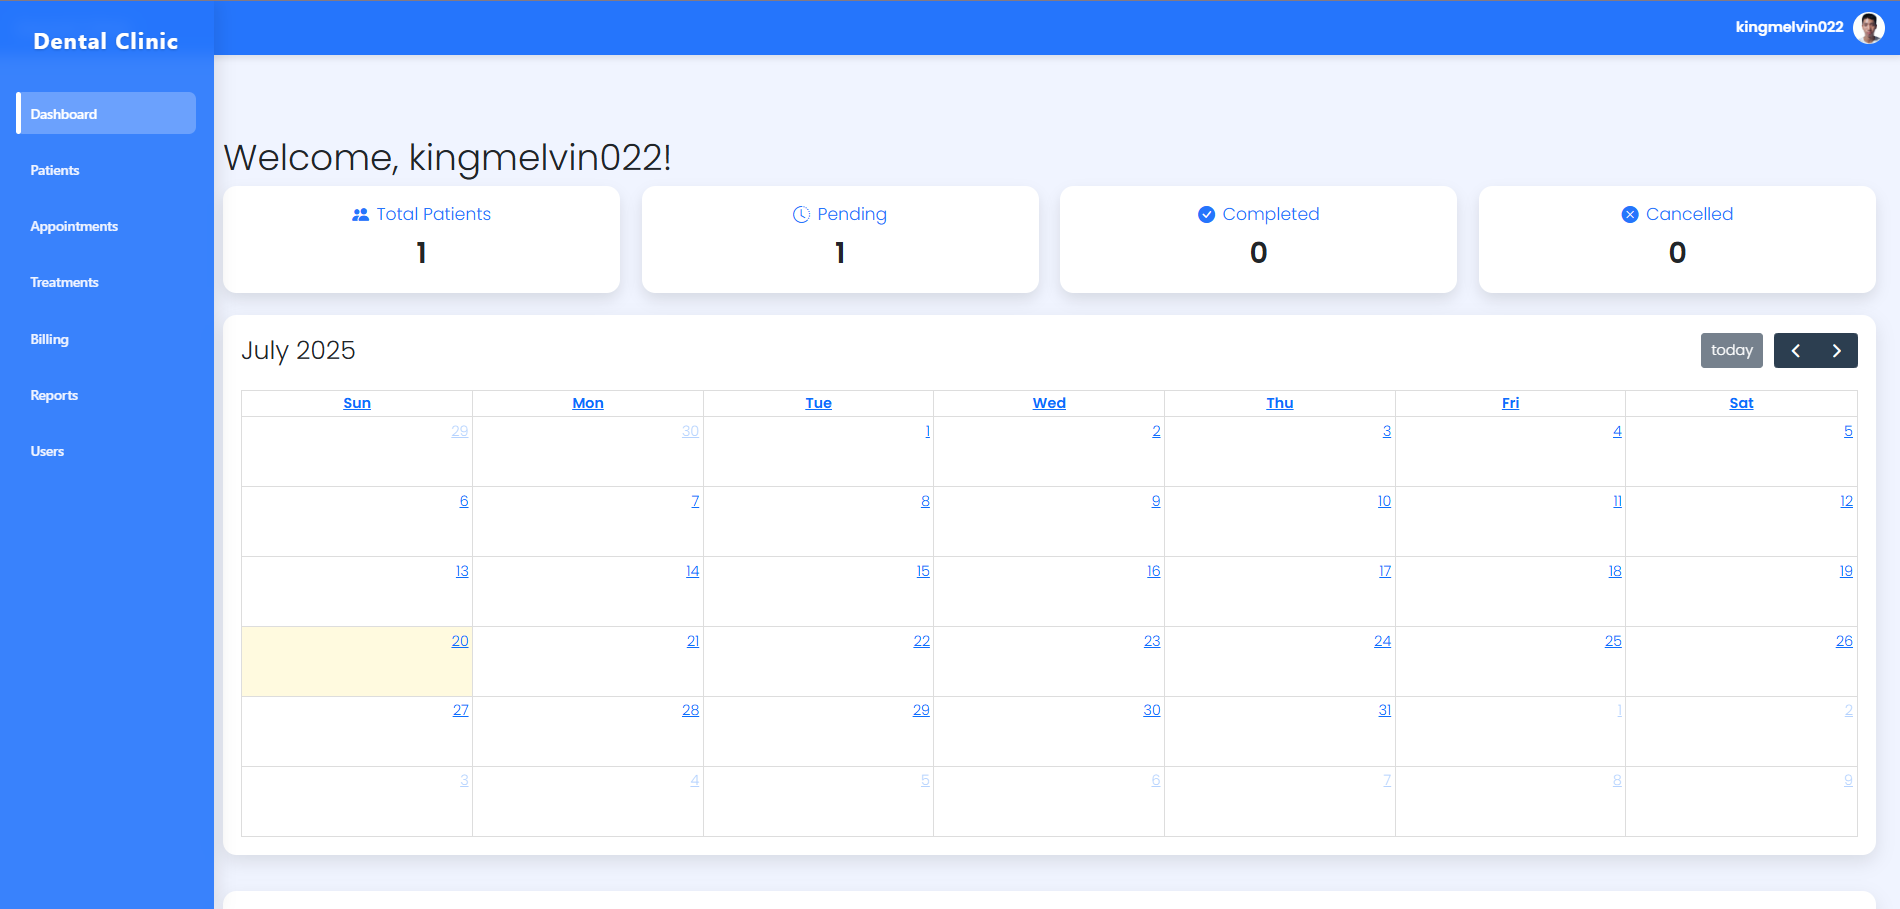 Dental Clinic
kingmelvin022
Dashboard
Patients
Appointments
Treatments
Billing
Reports
Users
Welcome, kingmelvin022!
Total Patients
1
Pending
1
Completed
0
Cancelled
0
July 2025
today
Sun Mon Tue Wed Thu Fri Sat
29 30 1 2 3 4 5
6 7 8 9 10 11 12
13 14 15 16 17 18 19
20 21 22 23 24 25 26
27 28 29 30 31 1 2
3 4 5 6 7 8 9